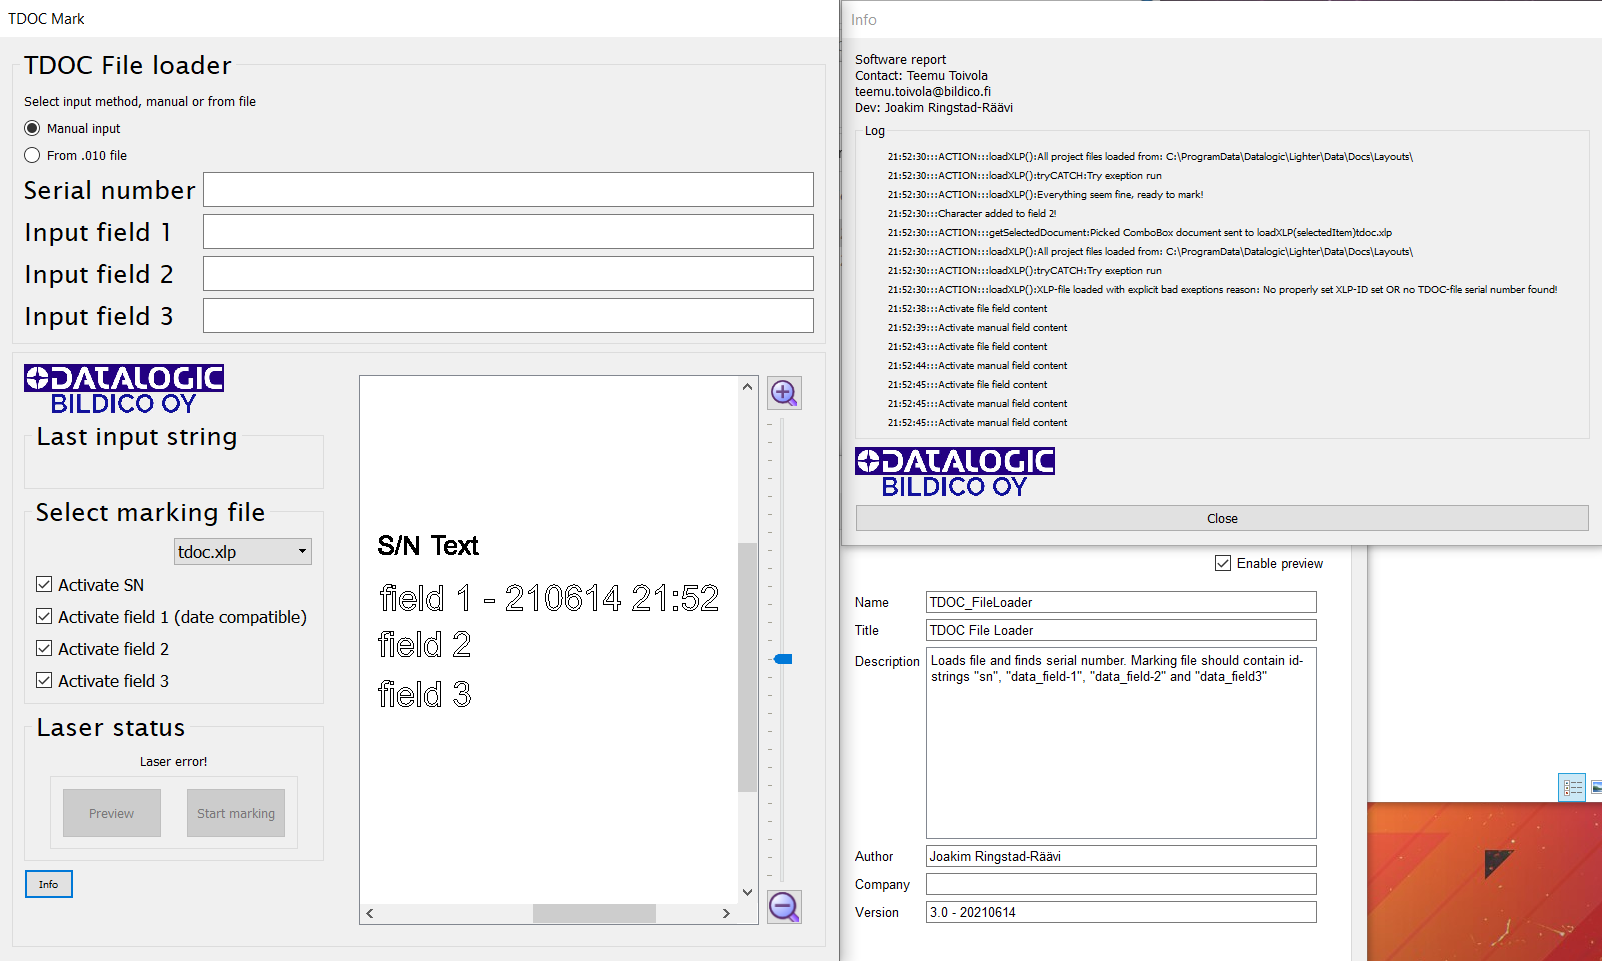 TDOC Mark
TDOC File loader
Select input method, manual or from file
Manual input
From .010 file
Serial number
Input field 1
Input field 2
Input field 3
DATALOGIC
BILDICO OY
Last input string
Select marking file
tdoc.xlp
Activate SN
Activate field 1 (date compatible)
Activate field 2
Activate field 3
Laser status
Laser error!
Preview
Start marking
Info
S/N Text
field 1 - 210614 21:52
field 2
field 3
Info
Software report
Contact: Teemu Toivola
teemu.toivola@bildico.fi
Dev: Joakim Ringstad-Räävi
Log
21:52:30:::ACTION:::loadXLP():All project files loaded from: C:\ProgramData\Datalogic\Lighter\Data\Docs\Layouts\
21:52:30:::ACTION:::loadXLP():tryCATCH:Try exeption run
21:52:30:::ACTION:::loadXLP():Everything seem fine, ready to mark!
21:52:30:::Character added to field 2!
21:52:30:::ACTION:::getSelectedDocument:Picked ComboBox document sent to loadXLP(selectedItem)tdoc.xlp
21:52:30:::ACTION:::loadXLP():All project files loaded from: C:\ProgramData\Datalogic\Lighter\Data\Docs\Layouts\
21:52:30:::ACTION:::loadXLP():tryCATCH:Try exeption run
21:52:30:::ACTION:::loadXLP():XLP-file loaded with explicit bad exeptions reason: No properly set XLP-ID set OR no TDOC-file serial number found!
21:52:38:::Activate file field content
21:52:39:::Activate manual field content
21:52:43:::Activate file field content
21:52:44:::Activate manual field content
21:52:45:::Activate file field content
21:52:45:::Activate manual field content
21:52:45:::Activate manual field content
DATALOGIC
BILDICO OY
Close
Enable preview
Name
TDOC_FileLoader
Title
TDOC File Loader
Description
Loads file and finds serial number. Marking file should contain id-
strings "sn", "data_field-1", "data_field-2" and "data_field3"
Author
Joakim Ringstad-Räävi
Company
Version
3.0 - 20210614